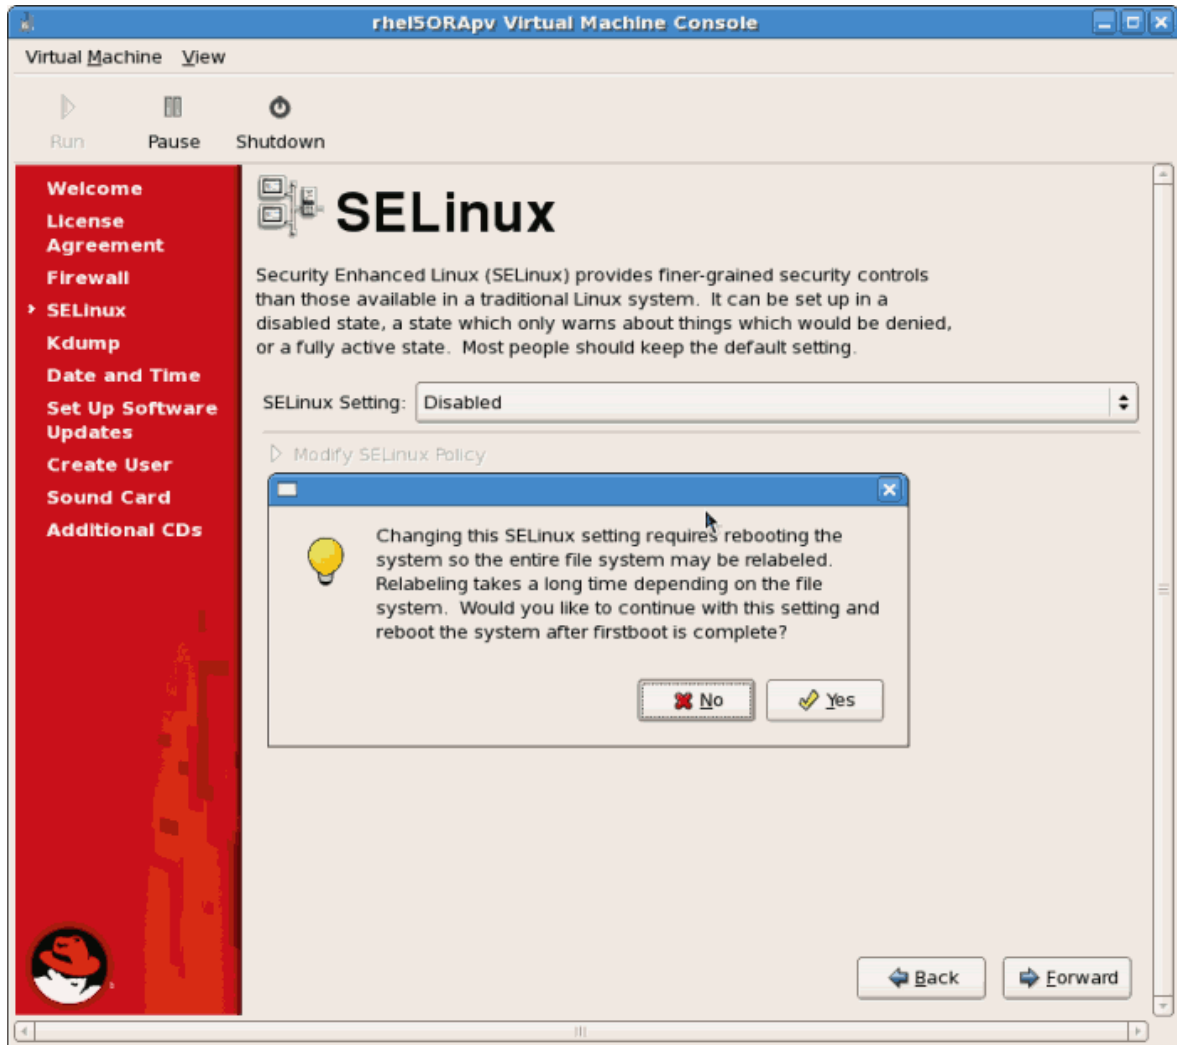 rhel5ORApv Virtual Machine Console
Virtual Machine View
Run Pause Shutdown
Welcome
License
Agreement
Firewall
SELinux
Kdump
Date and Time
Set Up Software
Updates
Create User
Sound Card
Additional CDs
SELinux
Security Enhanced Linux (SELinux) provides finer-grained security controls
than those available in a traditional Linux system. It can be set up in a
disabled state, a state which only warns about things which would be denied,
or a fully active state. Most people should keep the default setting.
SELinux Setting: Disabled
Modify SELinux Policy
Changing this SELinux setting requires rebooting the
system so the entire file system may be relabeled.
Relabeling takes a long time depending on the file
system. Would you like to continue with this setting and
reboot the system after firstboot is complete?
No Yes
Back Forward